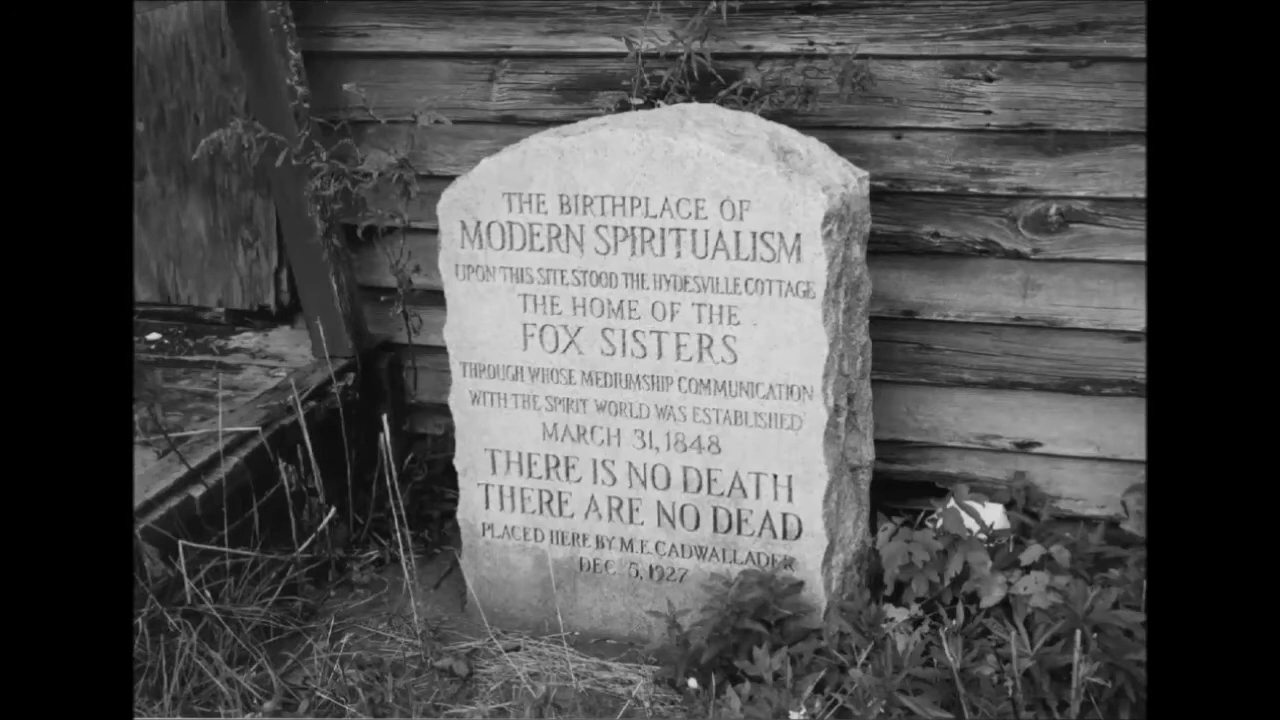 THE BIRTHPLACE OF
MODERN SPIRITUALISM
UPON THIS SITE STOOD THE HYDESVILLE COTTAGE
THE HOME OF THE
FOX SISTERS
THROUGH WHOSE MEDIUMSHIP COMMUNICATION
WITH THE SPIRIT WORLD WAS ESTABLISHED
MARCH 31, 1848
THERE IS NO DEATH
THERE ARE NO DEAD
PLACED HERE BY M. E. CADWALLADER
DEC 5, 1927